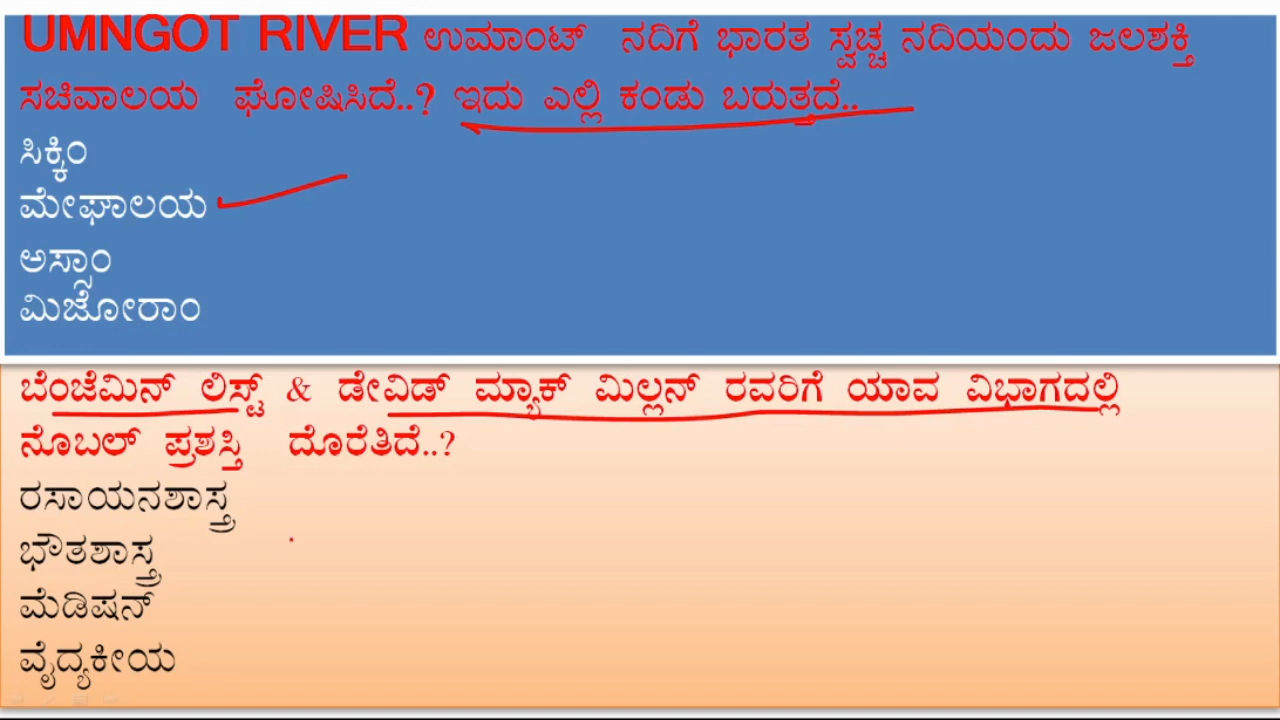 UMNGOT RIVER ಉಮಾಂಟ್ ನದಿಗೆ ಭಾರತ ಸ್ವಚ್ಚ ನದಿಯಂದು ಜಲಶಕ್ತಿ
ಸಚಿವಾಲಯ ಘೋಷಿಸಿದೆ..? ಇದು ಎಲ್ಲಿ ಕಂಡು ಬರುತ್ತದೆ..
ಸಿಕ್ಕಿಂ
ಮೇಘಾಲಯ
ಅಸ್ಸಾಂ
ಮಿಜೋರಾಂ
ಬೆಂಜೆಮಿನ್ ಲಿಸ್ಟ್ & ಡೇವಿಡ್ ಮ್ಯಾಕ್ ಮಿಲ್ಲನ್ ರವರಿಗೆ ಯಾವ ವಿಭಾಗದಲ್ಲಿ
ನೊಬಲ್ ಪ್ರಶಸ್ತಿ ದೊರೆತಿದೆ..?
ರಸಾಯನಶಾಸ್ತ್ರ
ಭೌತಶಾಸ್ತ್ರ
ಮೆಡಿಷನ್
ವೈದ್ಯಕೀಯ